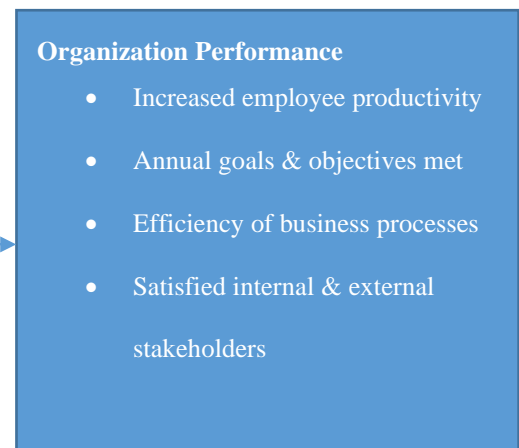 Organization Performance
• Increased employee productivity
• Annual goals & objectives met
• Efficiency of business processes
• Satisfied internal & external
stakeholders